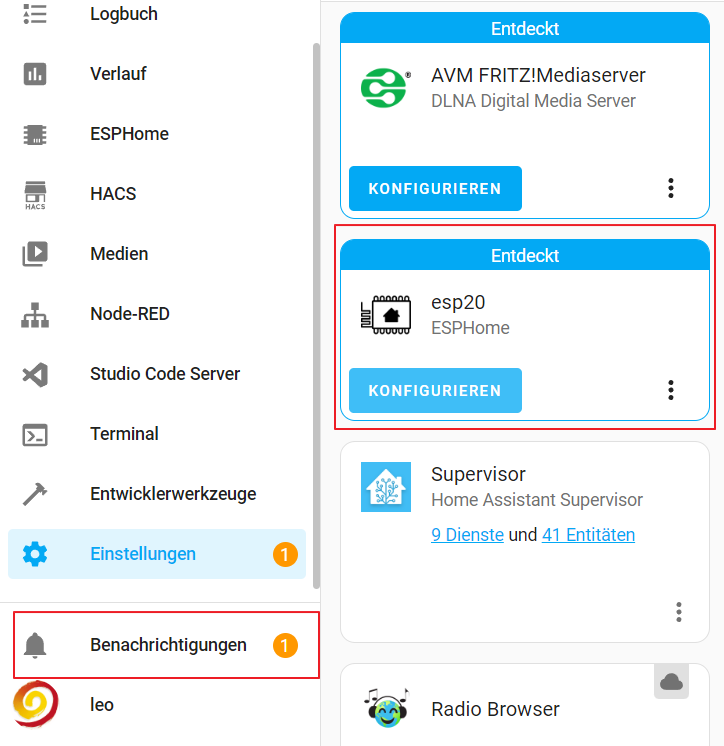 Logbuch
Verlauf
ESPHome
HACS
HACS
Medien
Node-RED
Studio Code Server
Terminal
Entwicklerwerkzeuge
Einstellungen 1
Benachrichtigungen 1
leo
Entdeckt
AVM FRITZ!Mediaserver
DLNA Digital Media Server
KONFIGURIEREN
Entdeckt
esp20
ESPHome
KONFIGURIEREN
Supervisor
Home Assistant Supervisor
9 Dienste und 41 Entitäten
Radio Browser